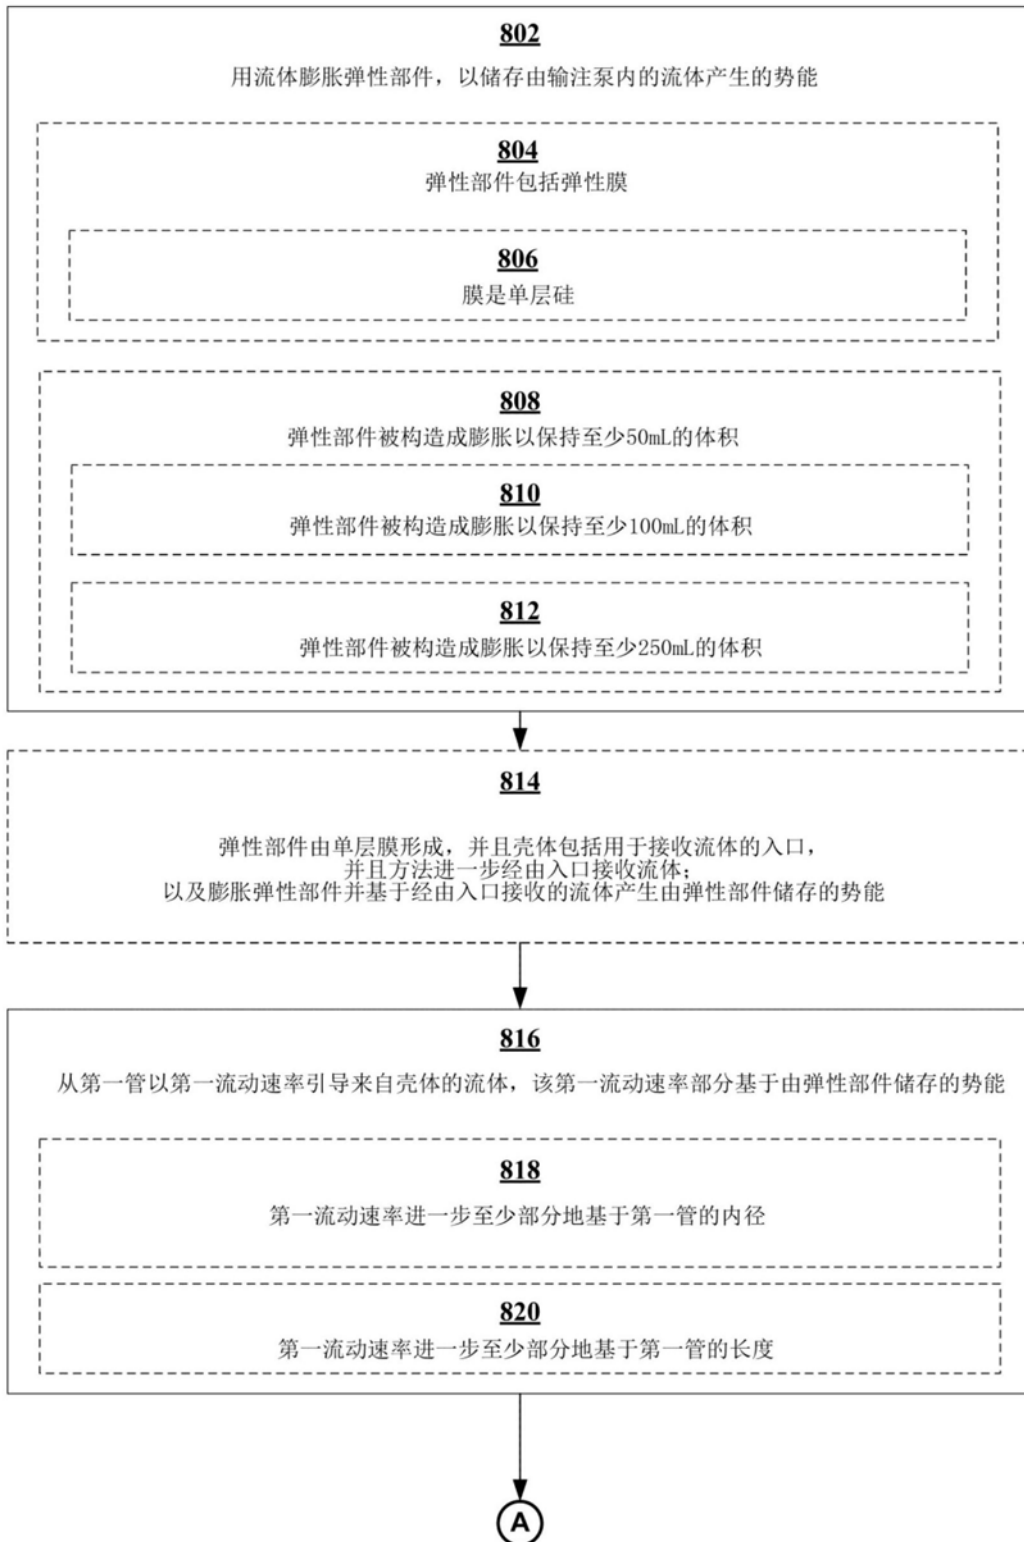 802
用流体膨胀弹性部件，以储存由输注泵内的流体产生的势能
804
弹性部件包括弹性膜
806
膜是单层硅
808
弹性部件被构造成膨胀以保持至少50mL的体积
810
弹性部件被构造成膨胀以保持至少100mL的体积
812
弹性部件被构造成膨胀以保持至少250mL的体积
814
弹性部件由单层膜形成，并且壳体包括用于接收流体的入口，
并且方法进一步经由入口接收流体；
以及膨胀弹性部件并基于经由入口接收的流体产生由弹性部件储存的势能
816
从第一管以第一流动速率引导来自壳体的流体，该第一流动速率部分基于由弹性部件储存的势能
818
第一流动速率进一步至少部分地基于第一管的内径
820
第一流动速率进一步至少部分地基于第一管的长度
A